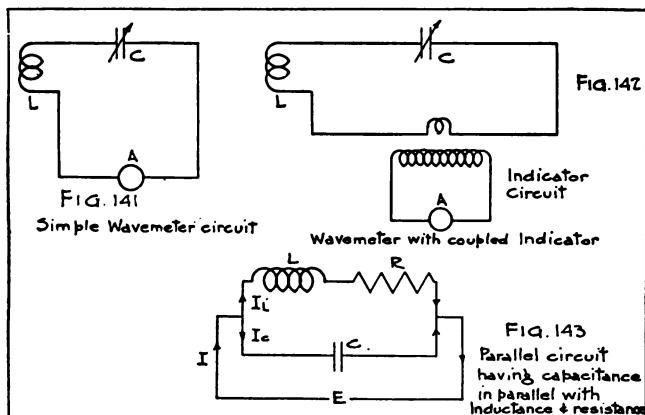 C
L
A
FIG. 141
Simple Wavemeter circuit
C
L
FIG. 142
Indicator
Circuit
A
Wavemeter with coupled Indicator
L
R
IL
Ic
C.
I
E
FIG. 143
Parallel circuit
having capacitance
in parallel with
Inductance & resistance